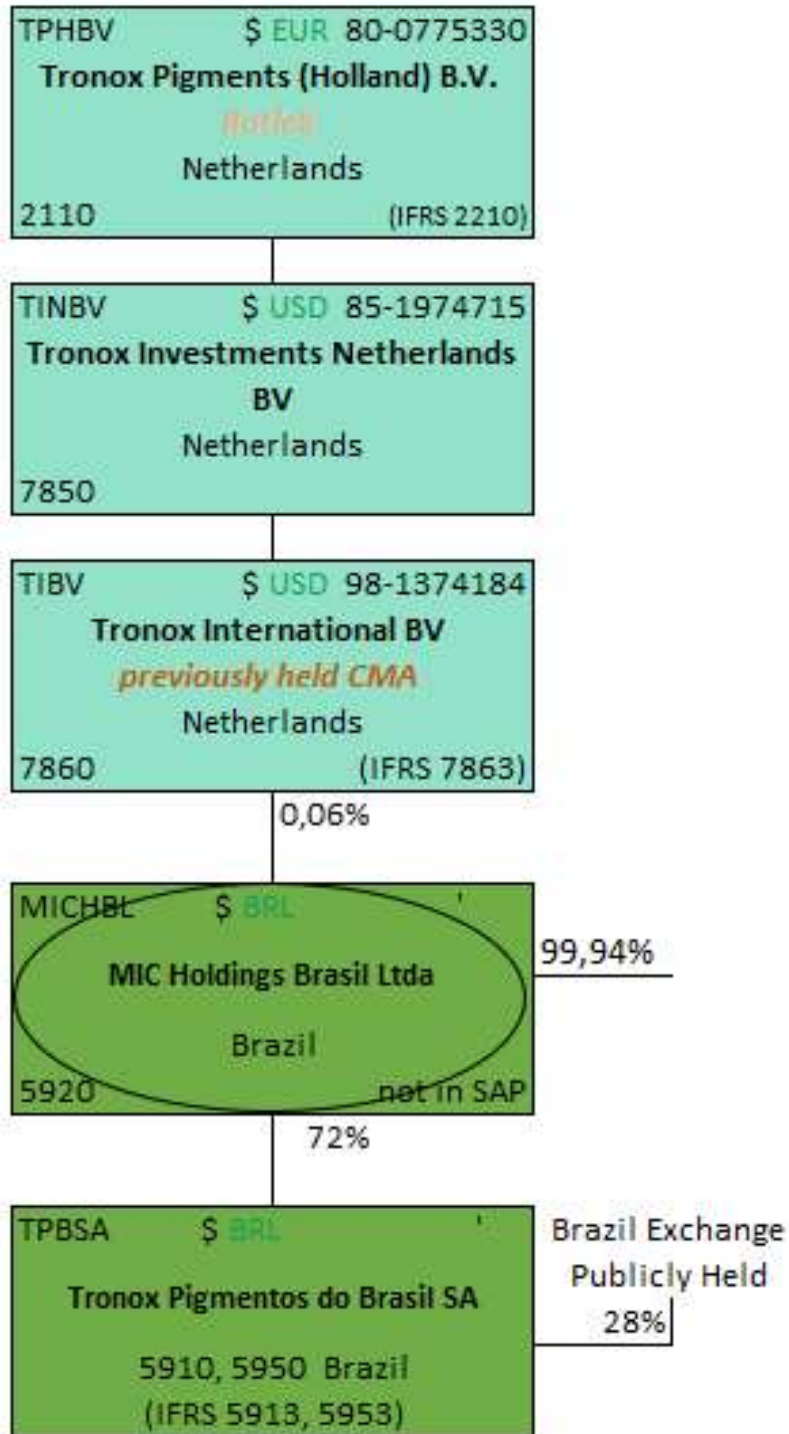 TPHBV $ EUR 80-0775330
Tronox Pigments (Holland) B.V.
Botlek
Netherlands
2110 (IFRS 2210)
TINBV $ USD 85-1974715
Tronox Investments Netherlands
BV
Netherlands
7850
TIBV $ USD 98-1374184
Tronox International BV
previously held CMA
Netherlands
7860 (IFRS 7863)
0,06%
MICHBL $ BRL '
99,94%
MIC Holdings Brasil Ltda
Brazil
5920 not in SAP
72%
TPBSA $ BRL '
Brazil Exchange
Publicly Held
28%
Tronox Pigmentos do Brasil SA
5910, 5950 Brazil
(IFRS 5913, 5953)